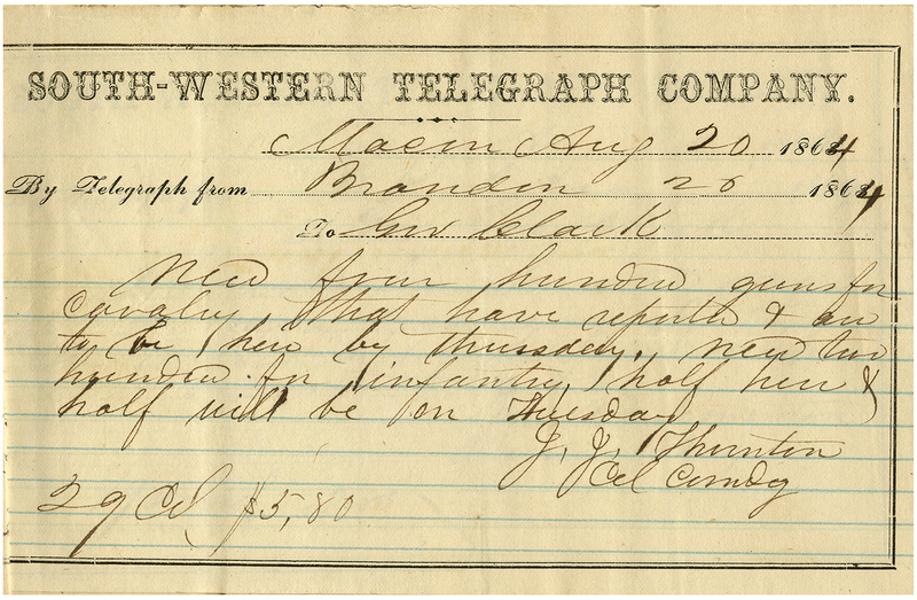 SOUTH-WESTERN TELEGRAPH COMPANY.
Macon Aug 20 1864
By Telegraph from Brandon 20 1864
To Gov Clark
Need four hundred guns for
cavalry that have reported & are
to be here by Thursday. Need two
hundred for infantry, half here &
half will be on Thursday
J. J. Thornton
Col Comdg
29 Col $5,80